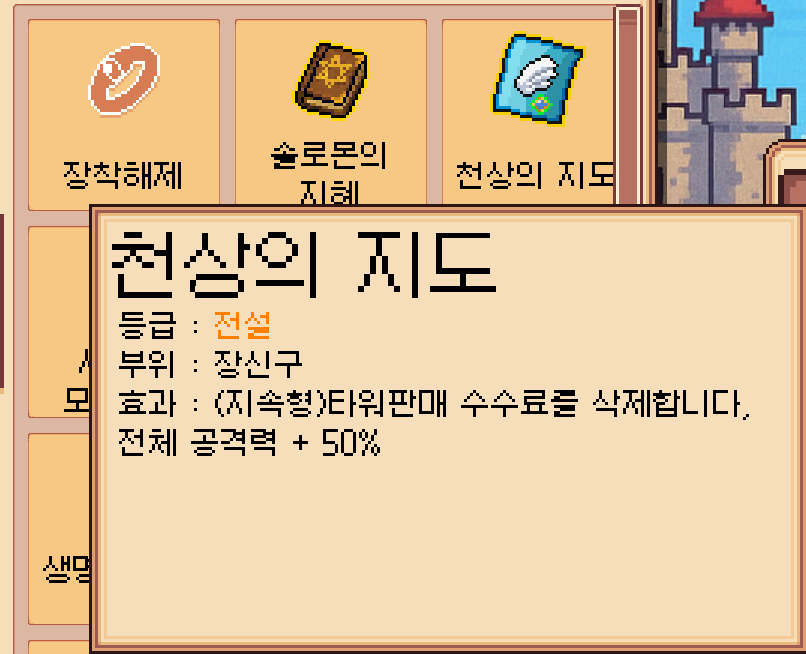 장착해제
솔로몬의
지혜
천상의 지도
천상의 지도
등급 : 전설
부위 : 장신구
효과 : (지속형)타워판매 수수료를 삭제합니다,
전체 공격력 + 50%
모
생명